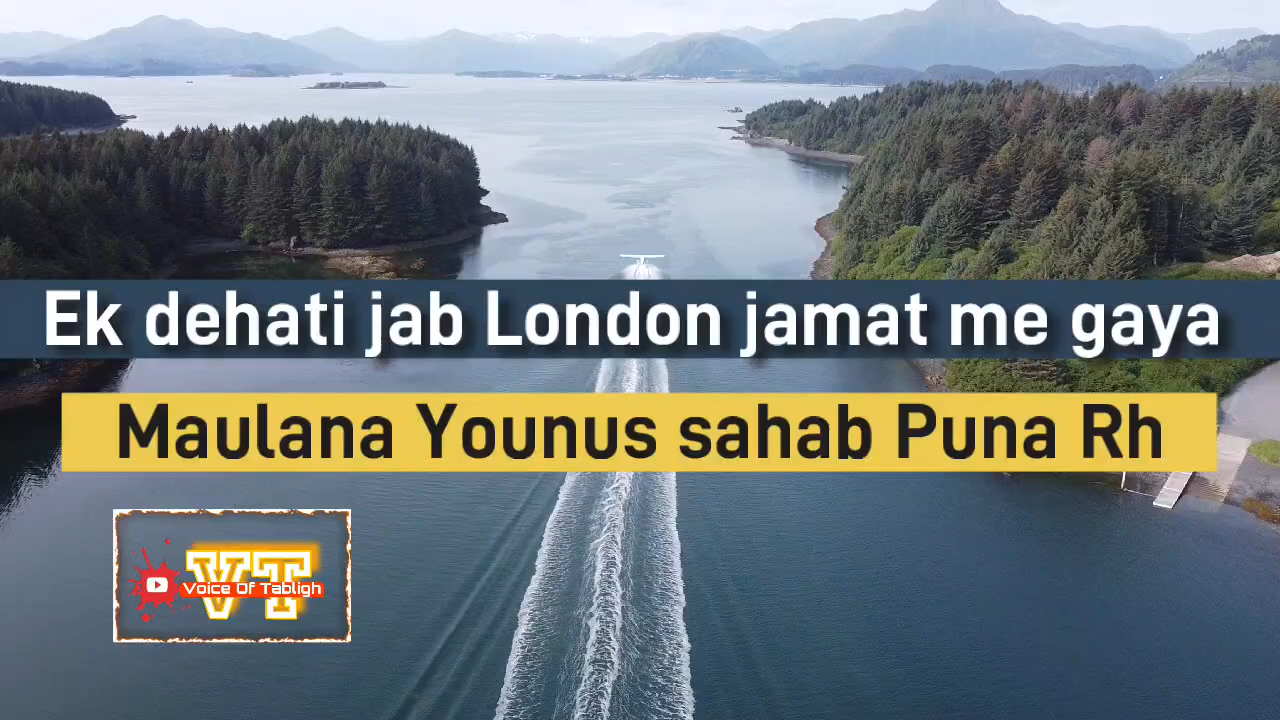 Ek dehati jab London jamat me gaya
Maulana Younus sahab Puna Rh
VT
Voice Of Tabligh